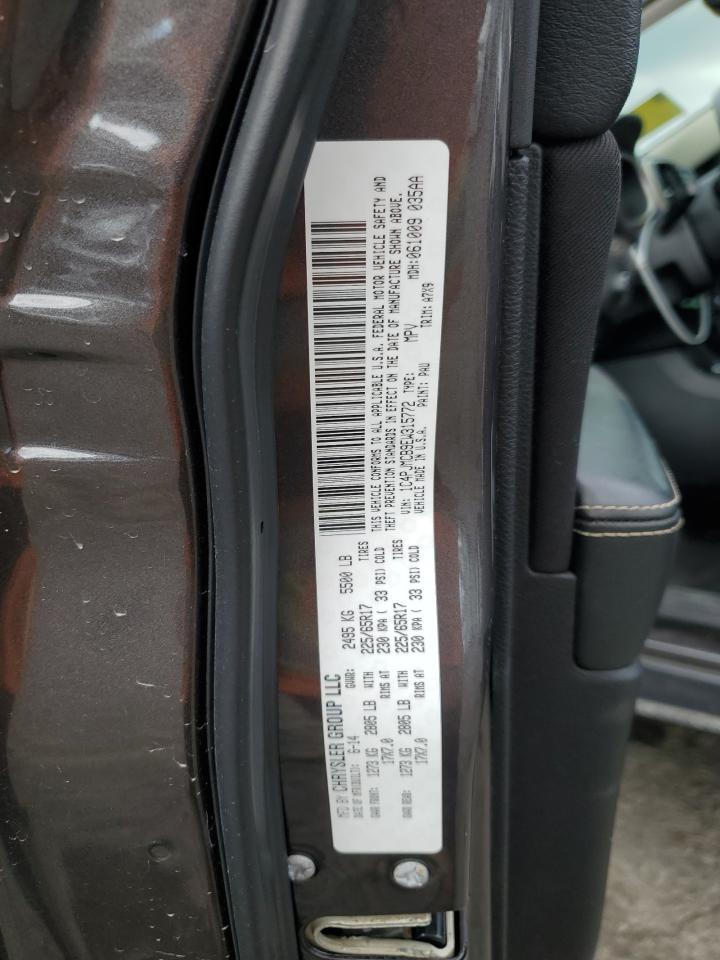 MFD BY CHRYSLER GROUP LLC
DATE OF MFR(BUILT): 6-14 GVWR: 2495 KG 5500 LB
GAWR FRONT: 1273 KG 2805 LB WITH 225/65R17 TIRES
17X7.0 RIMS AT 230 KPA ( 33 PSI) COLD
GAWR REAR: 1273 KG 2805 LB WITH 225/65R17 TIRES
17X7.0 RIMS AT 230 KPA ( 33 PSI) COLD
THIS VEHICLE CONFORMS TO ALL APPLICABLE U.S.A. FEDERAL MOTOR VEHICLE SAFETY AND
THEFT PREVENTION STANDARDS IN EFFECT ON THE DATE OF MANUFACTURE SHOWN ABOVE.
VIN: 1C4PJMCB9EW315772 TYPE: MPV MDH:061009 035AA
VEHICLE MADE IN U.S.A. PAINT: PAU TRIM: A7X9